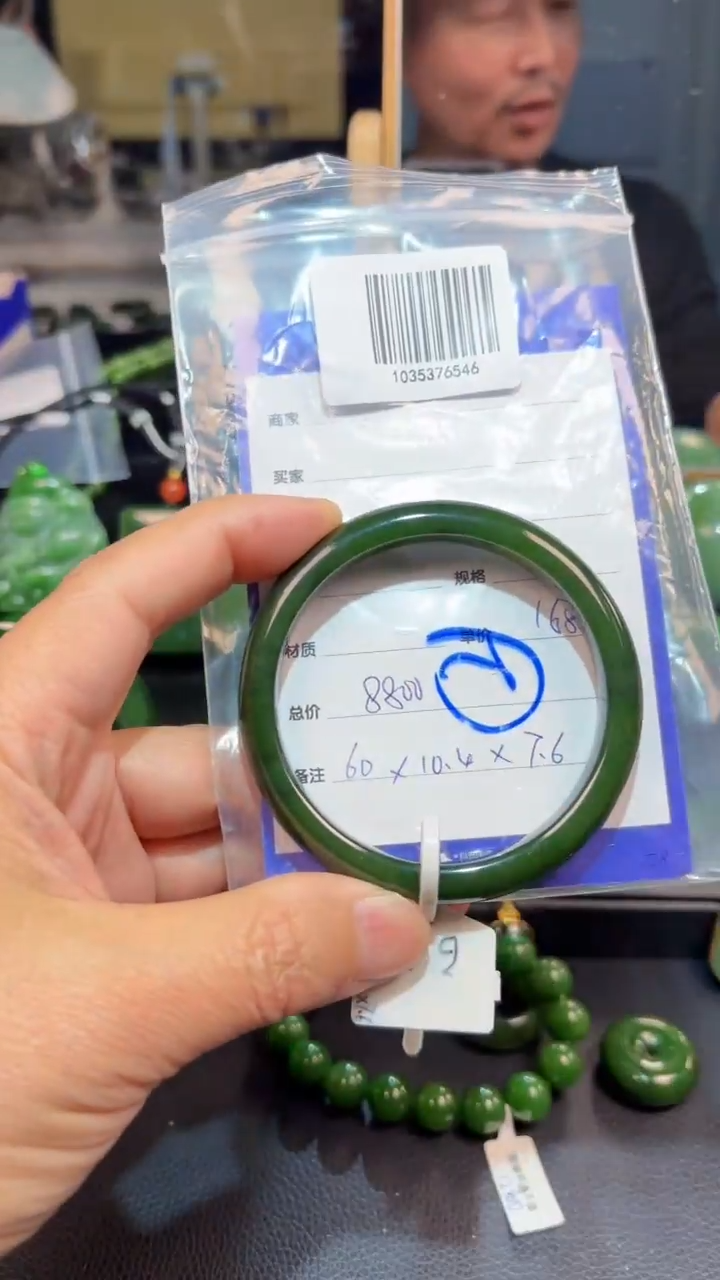 1035376546
商家
买家
规格
材质 单价 168
总价 8800
备注 60 × 10.4 × 7.6